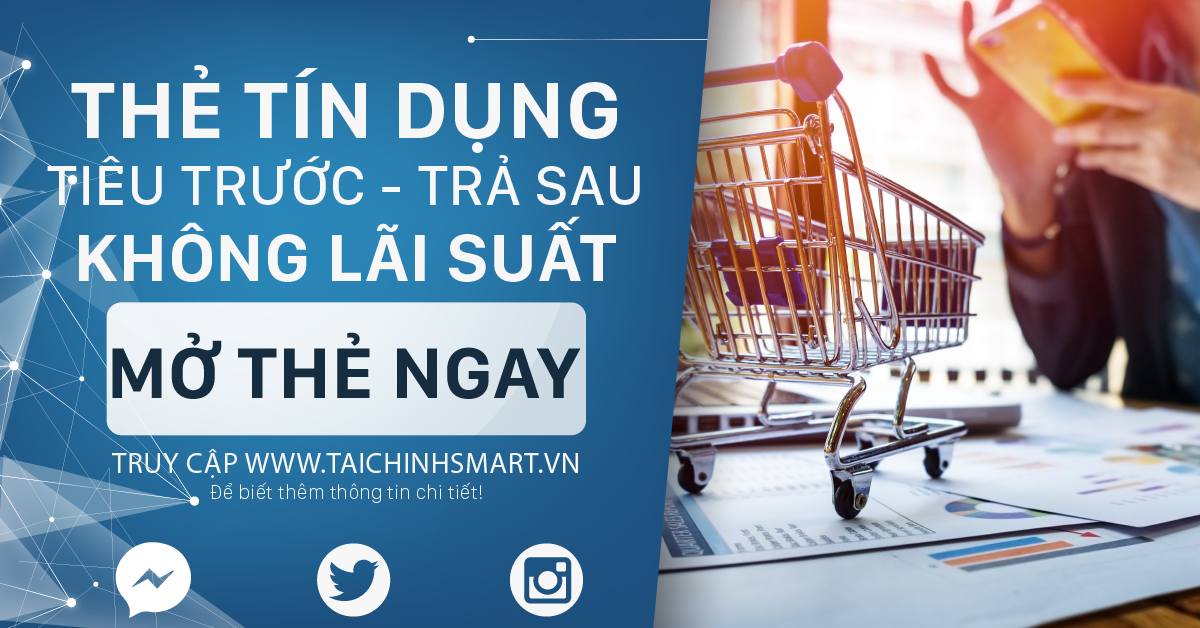 THẺ TÍN DỤNG
TIÊU TRƯỚC - TRẢ SAU
KHÔNG LÃI SUẤT
MỞ THẺ NGAY
TRUY CẬP WWW.TAICHINHSMART.VN
Để biết thêm thông tin chi tiết!